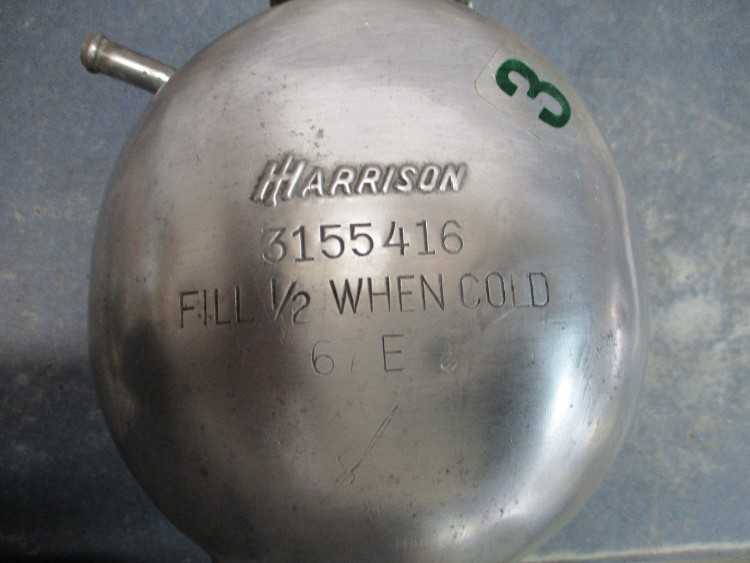 3
HARRISON
3155416
FILL 1/2 WHEN COLD
6 E